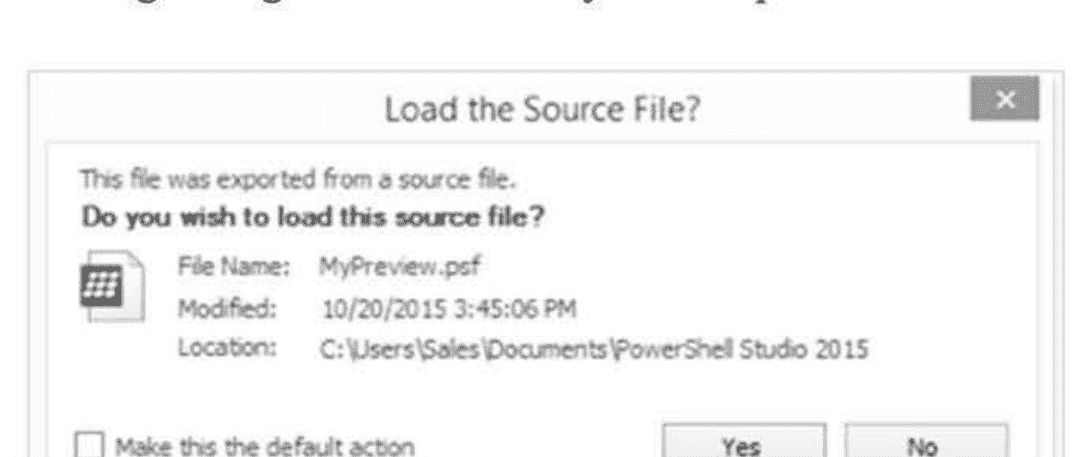 Load the Source File?
This file was exported from a source file.
Do you wish to load this source file?
File Name: MyPreview.psf
Modified: 10/20/2015 3:45:06 PM
Location: C:\Users\Sales\Documents\PowerShell Studio 2015
Make this the default action
Yes No